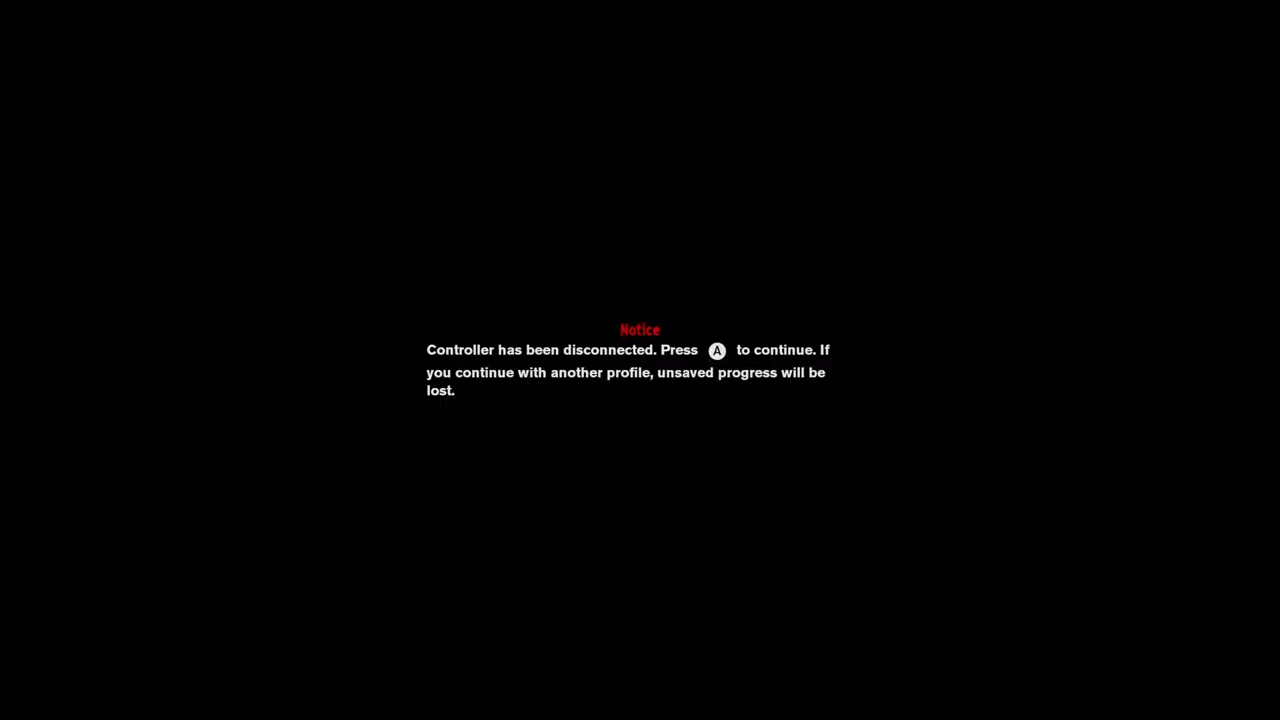 Notice
Controller has been disconnected. Press A to continue. If
you continue with another profile, unsaved progress will be
lost.